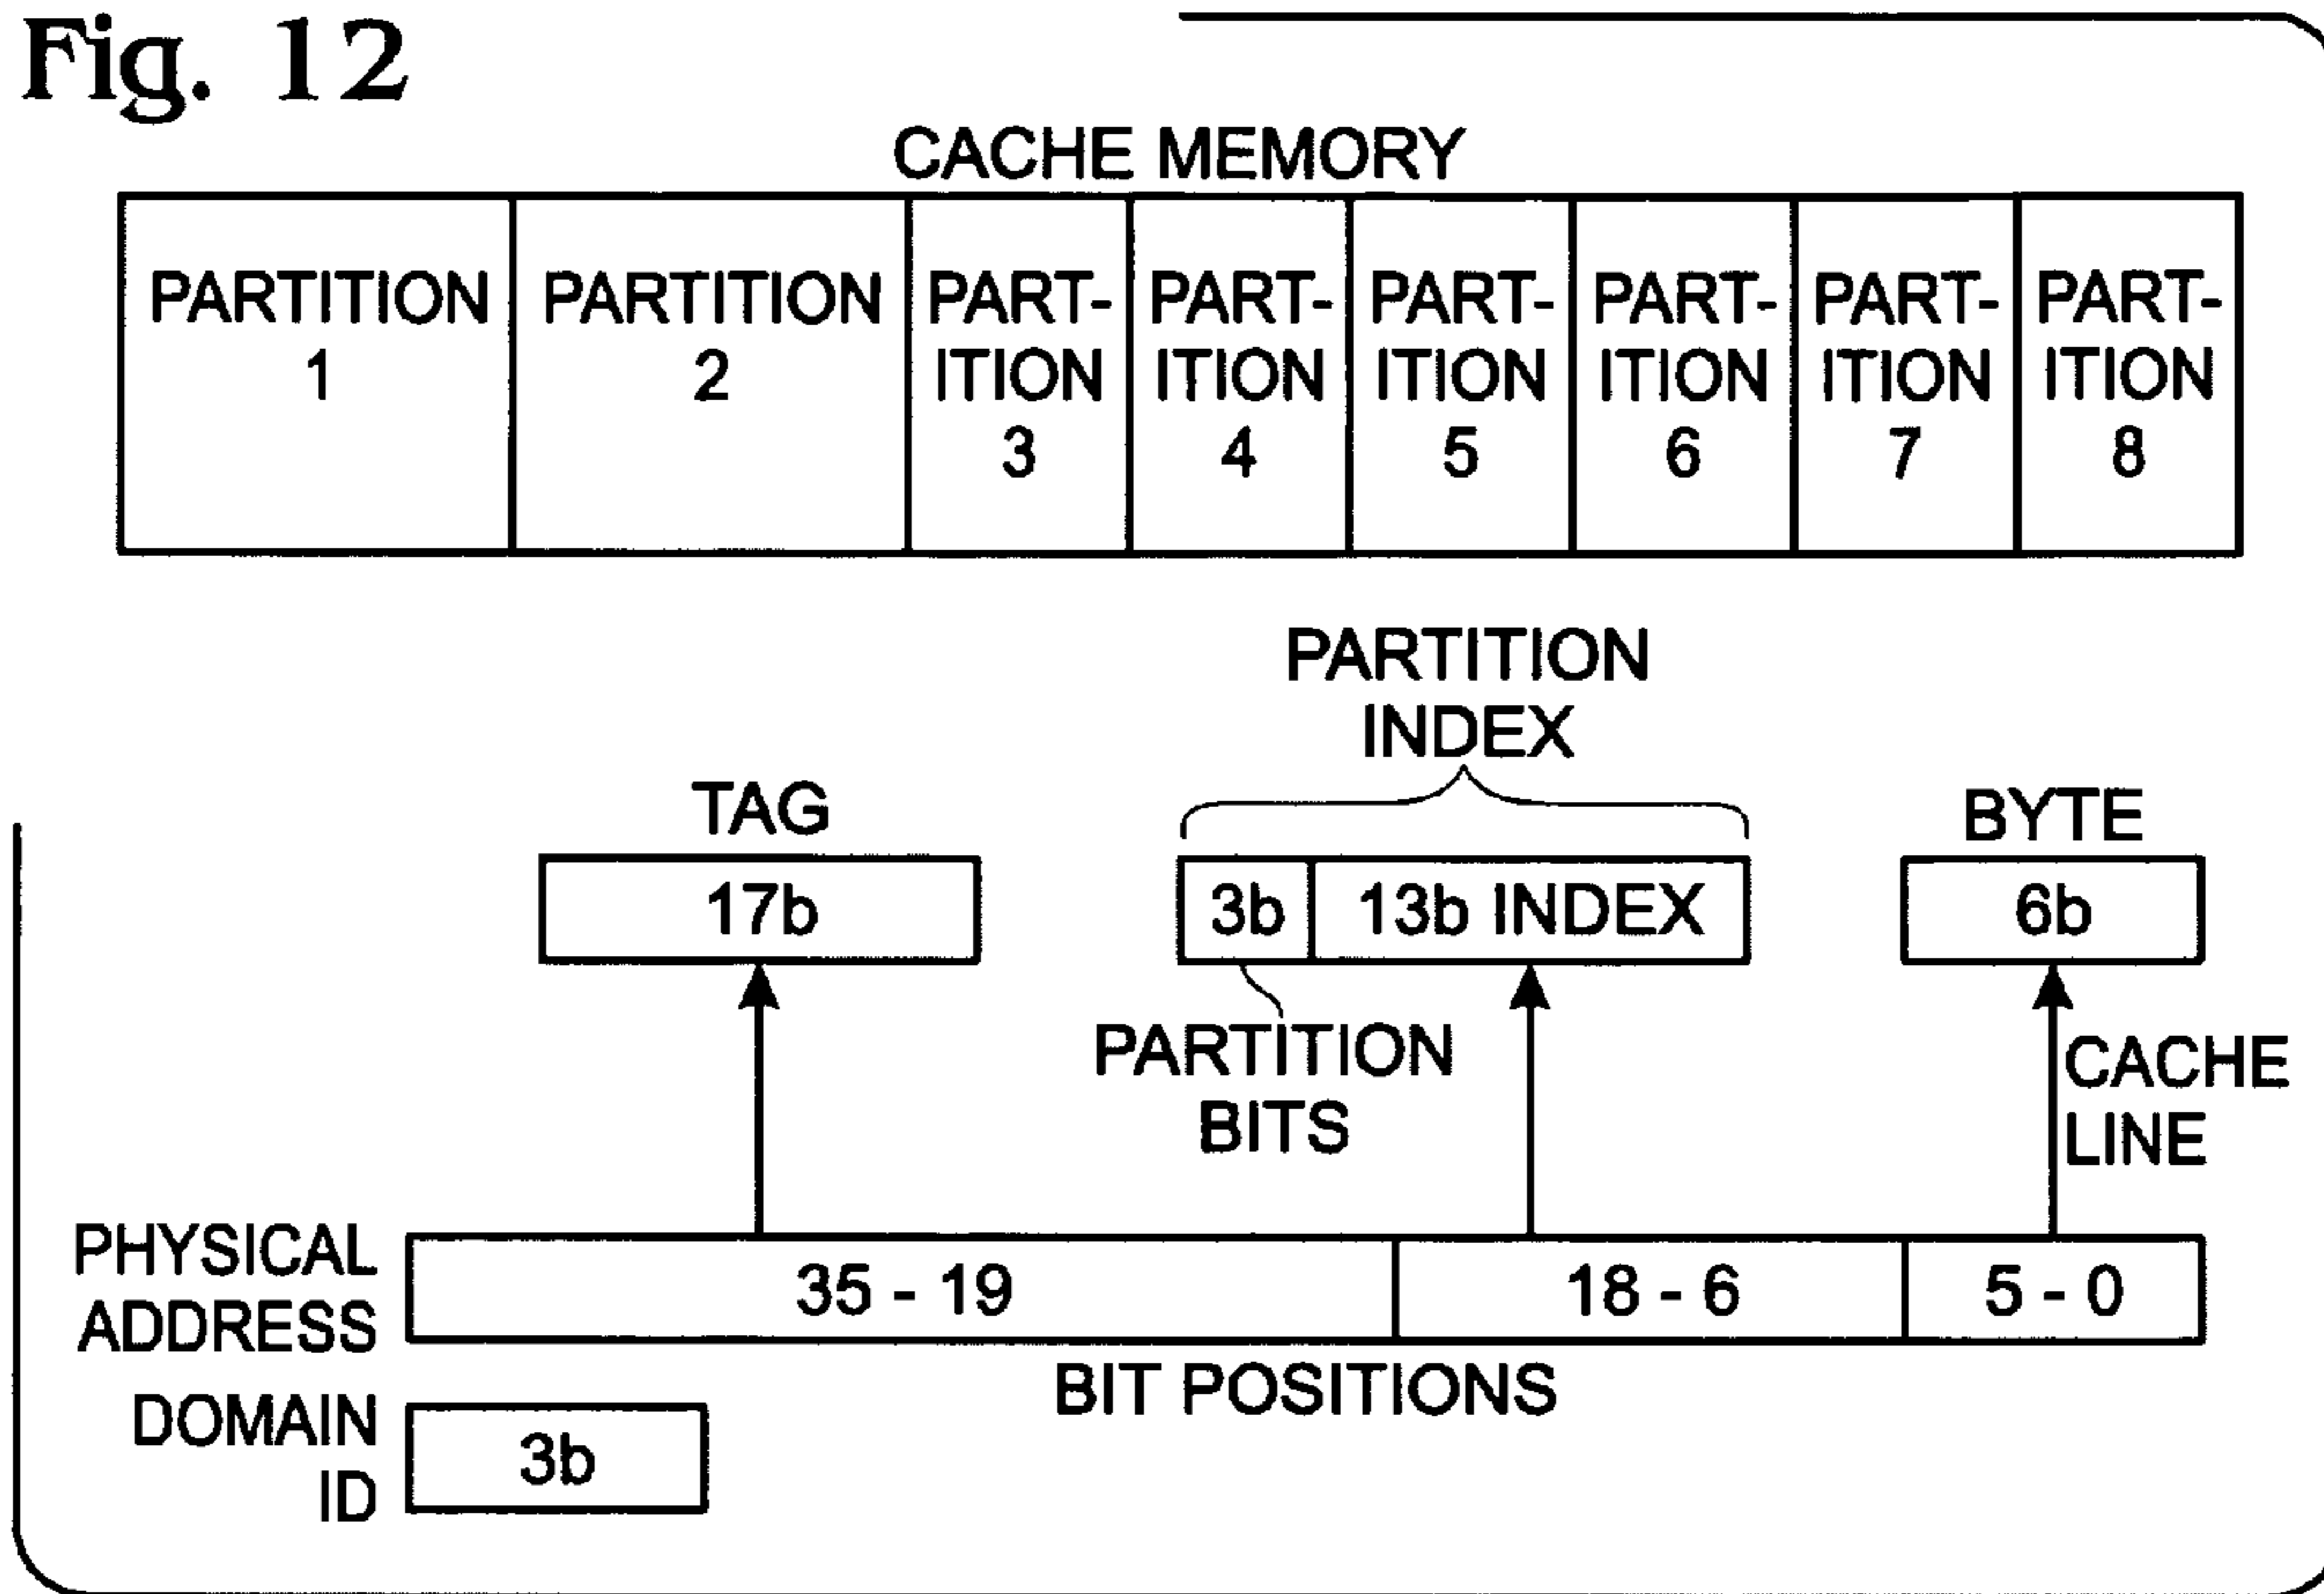 Fig. 12
CACHE MEMORY
PARTITION
1
PARTITION
2
PART-
ITION
3
PART-
ITION
4
PART-
ITION
5
PART-
ITION
6
PART-
ITION
7
PART-
ITION
8
PARTITION
INDEX
TAG
BYTE
17b
3b
13b INDEX
6b
PARTITION
BITS
CACHE
LINE
PHYSICAL
ADDRESS
35 - 19
18 - 6
5 - 0
BIT POSITIONS
DOMAIN
ID
3b